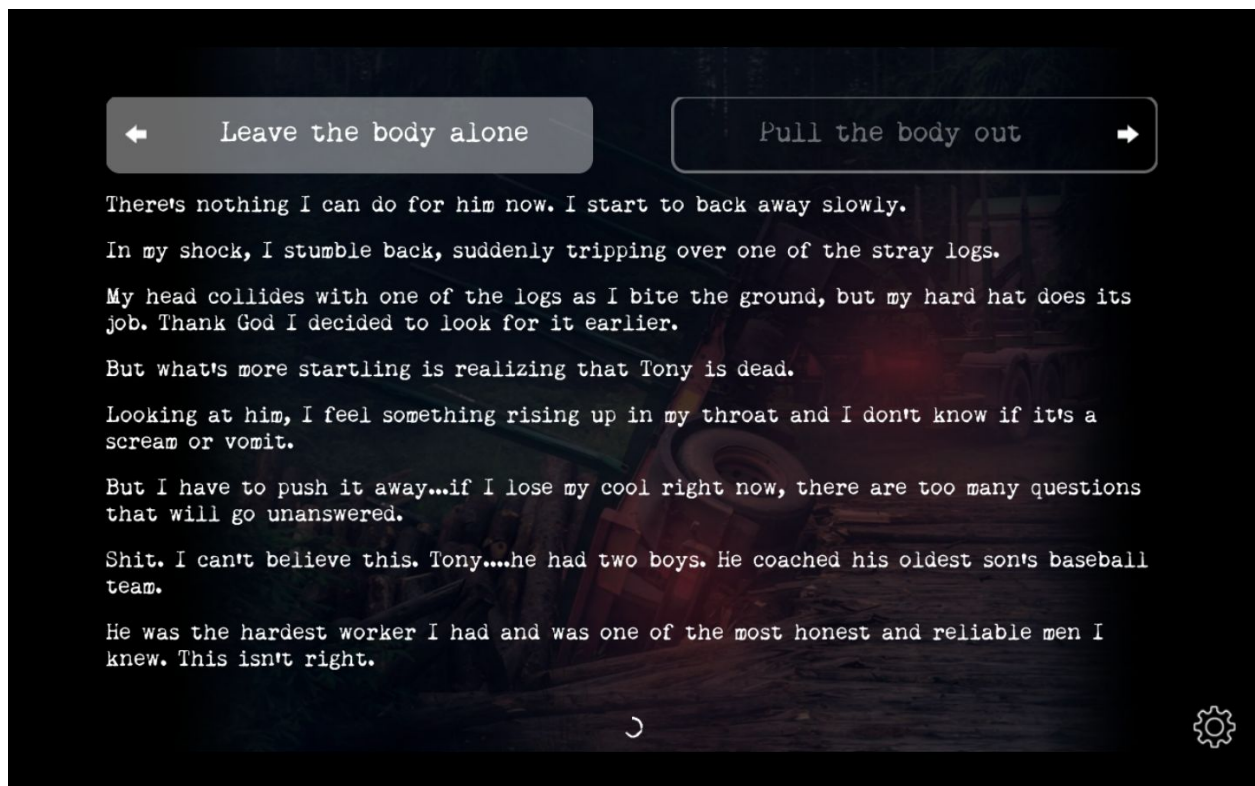 Leave the body alone
Pull the body out
There's nothing I can do for him now. I start to back away slowly.
In my shock, I stumble back, suddenly tripping over one of the stray logs.
My head collides with one of the logs as I bite the ground, but my hard hat does its
job. Thank God I decided to look for it earlier.
But what's more startling is realizing that Tony is dead.
Looking at him, I feel something rising up in my throat and I don't know if it's a
scream or vomit.
But I have to push it away...if I lose my cool right now, there are too many questions
that will go unanswered.
Shit. I can't believe this. Tony....he had two boys. He coached his oldest son's baseball
team.
He was the hardest worker I had and was one of the most honest and reliable men I
knew. This isn't right.